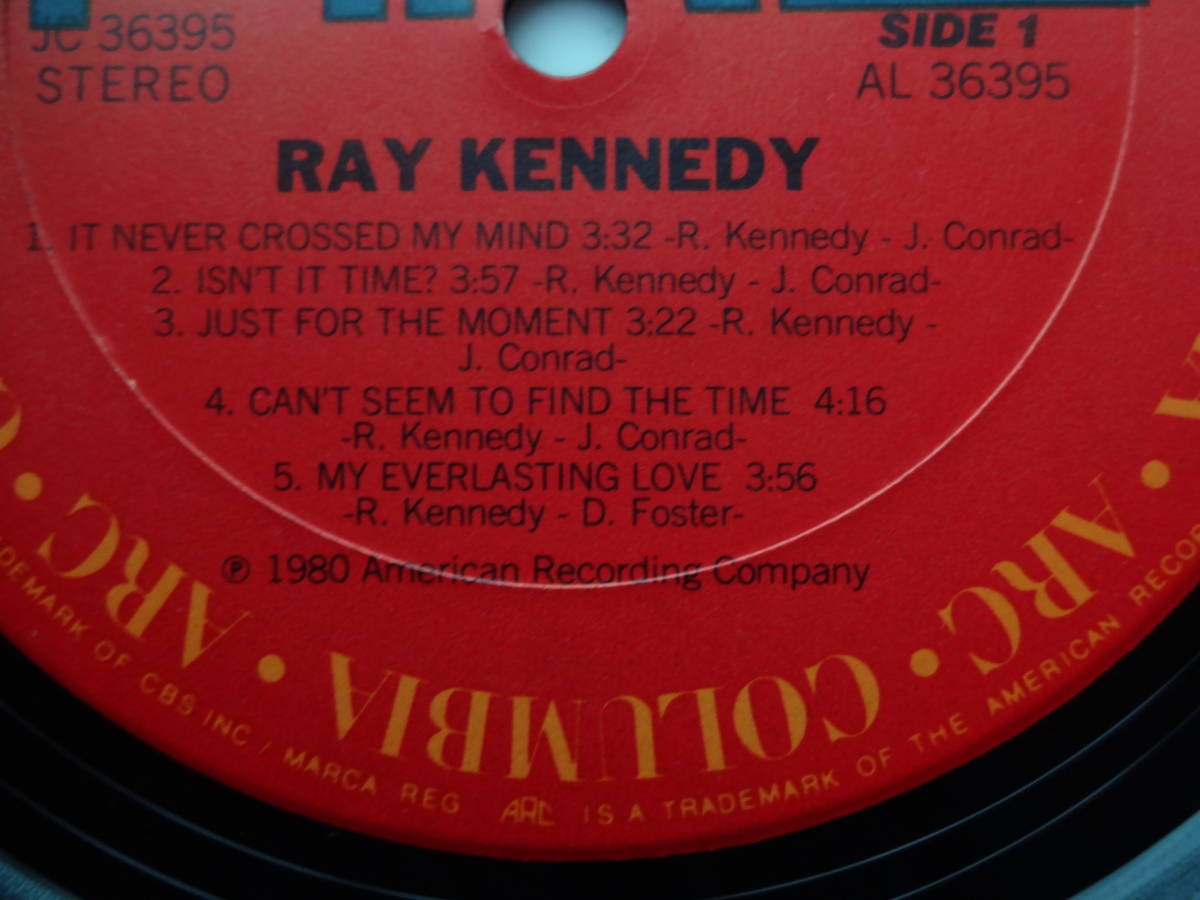 JC 36395
STEREO
SIDE 1
AL 36395
RAY KENNEDY
1. IT NEVER CROSSED MY MIND 3:32 -R. Kennedy - J. Conrad-
2. ISN'T IT TIME? 3:57 -R. Kennedy - J. Conrad-
3. JUST FOR THE MOMENT 3:22 -R. Kennedy -
J. Conrad-
4. CAN'T SEEM TO FIND THE TIME 4:16
-R. Kennedy - J. Conrad-
5. MY EVERLASTING LOVE 3:56
-R. Kennedy - D. Foster-
℗ 1980 American Recording Company
ARC • COLUMBIA • ARC
OF CBS INC / MARCA REG ARC IS A TRADEMARK OF THE AMERICAN